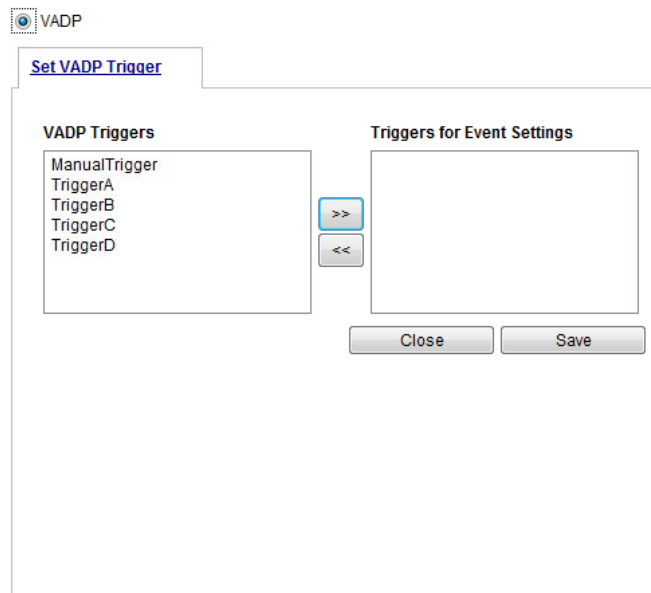 VADP
Set VADP Trigger
VADP Triggers
Triggers for Event Settings
ManualTrigger
TriggerA
TriggerB
TriggerC
TriggerD
>>
<<
Close
Save